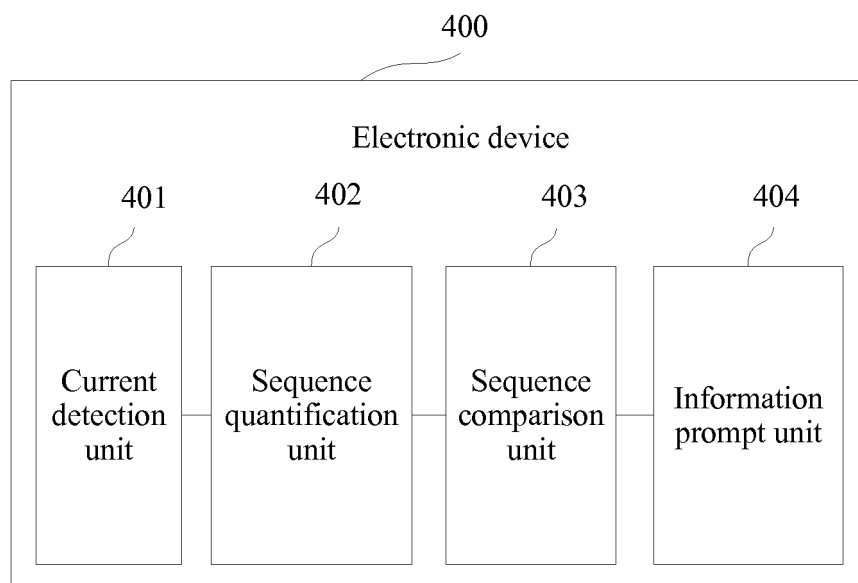 400
Electronic device
401
402
403
404
Current
detection
unit
Sequence
quantification
unit
Sequence
comparison
unit
Information
prompt unit